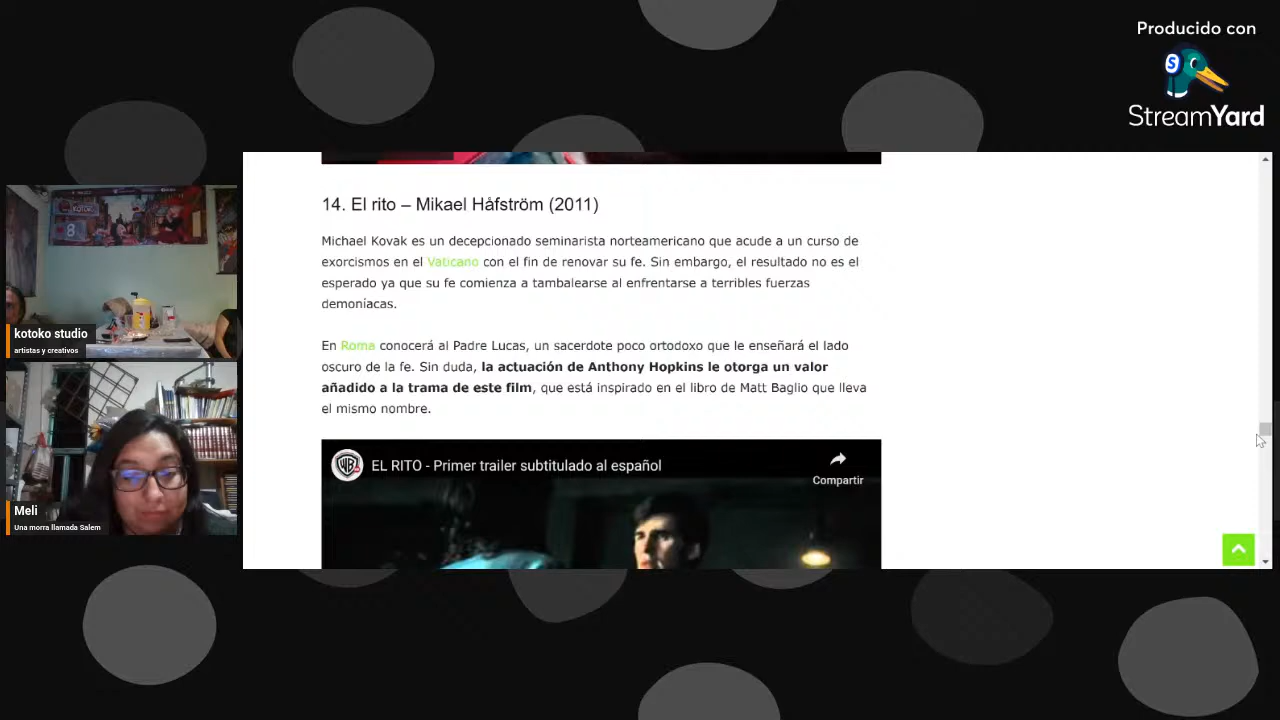 Producido con
StreamYard
14. El rito – Mikael Håfström (2011)
Michael Kovak es un decepcionado seminarista norteamericano que acude a un curso de
exorcismos en el Vaticano con el fin de renovar su fe. Sin embargo, el resultado no es el
esperado ya que su fe comienza a tambalearse al enfrentarse a terribles fuerzas
demoníacas.
En Roma conocerá al Padre Lucas, un sacerdote poco ortodoxo que le enseñará el lado
oscuro de la fe. Sin duda, la actuación de Anthony Hopkins le otorga un valor
añadido a la trama de este film, que está inspirado en el libro de Matt Baglio que lleva
el mismo nombre.
EL RITO - Primer trailer subtitulado al español
Compartir
8
kotoko studio
artistas y creativos
Meli
Una morra llamada Salem